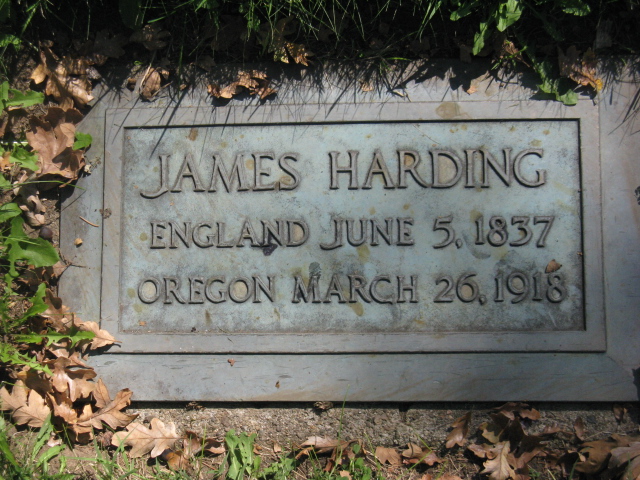 JAMES HARDING
ENGLAND JUNE 5, 1837
OREGON MARCH 26, 1918